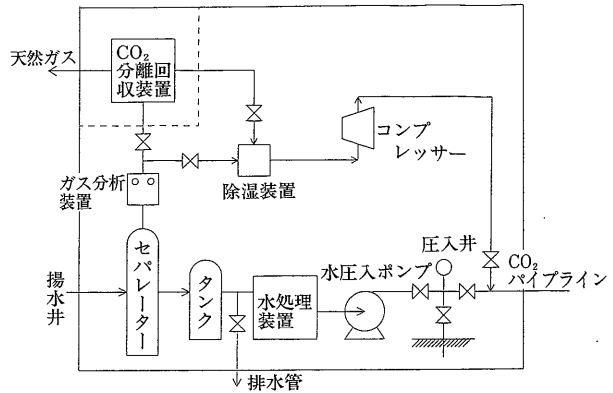 天然ガス
CO₂
分離回
収装置
コンプ
レッサー
ガス分析
装置
除湿装置
揚水井
セパレーター
タンク
水処理
装置
水圧入ポンプ
圧入井
CO₂
パイプライン
排水管